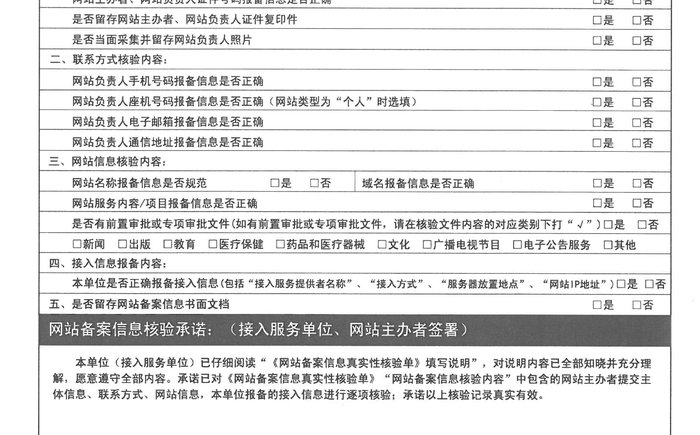 网站主办者、网站负责人证件号码报备信息是否正确 □是 □否
是否留存网站主办者、网站负责人证件复印件 □是 □否
是否当面采集并留存网站负责人照片 □是 □否
二、联系方式核验内容：
网站负责人手机号码报备信息是否正确 □是 □否
网站负责人座机号码报备信息是否正确（网站类型为“个人”时选填） □是 □否
网站负责人电子邮箱报备信息是否正确 □是 □否
网站负责人通信地址报备信息是否正确 □是 □否
三、网站信息核验内容：
网站名称报备信息是否规范 □是 □否 域名报备信息是否正确 □是 □否
网站服务内容/项目报备信息是否正确 □是 □否
是否有前置审批或专项审批文件(如有前置审批或专项审批文件，请在核验文件内容的对应类别下打“√”)□是 □否
□新闻 □出版 □教育 □医疗保健 □药品和医疗器械 □文化 □广播电视节目 □电子公告服务 □其他
四、接入信息报备内容：
本单位是否正确报备接入信息(包括“接入服务提供者名称”、“接入方式”、“服务器放置地点”、“网站IP地址”)□是 □否
五、是否留存网站备案信息书面文档 □是 □否
网站备案信息核验承诺：（接入服务单位、网站主办者签署）
本单位（接入服务单位）已仔细阅读“《网站备案信息真实性核验单》填写说明”，对说明内容已全部知晓并充分理
解，愿意遵守全部内容。承诺已对《网站备案信息真实性核验单》“网站备案信息核验内容”中包含的网站主办者提交主
体信息、联系方式、网站信息，本单位报备的接入信息进行逐项核验；承诺以上核验记录真实有效。